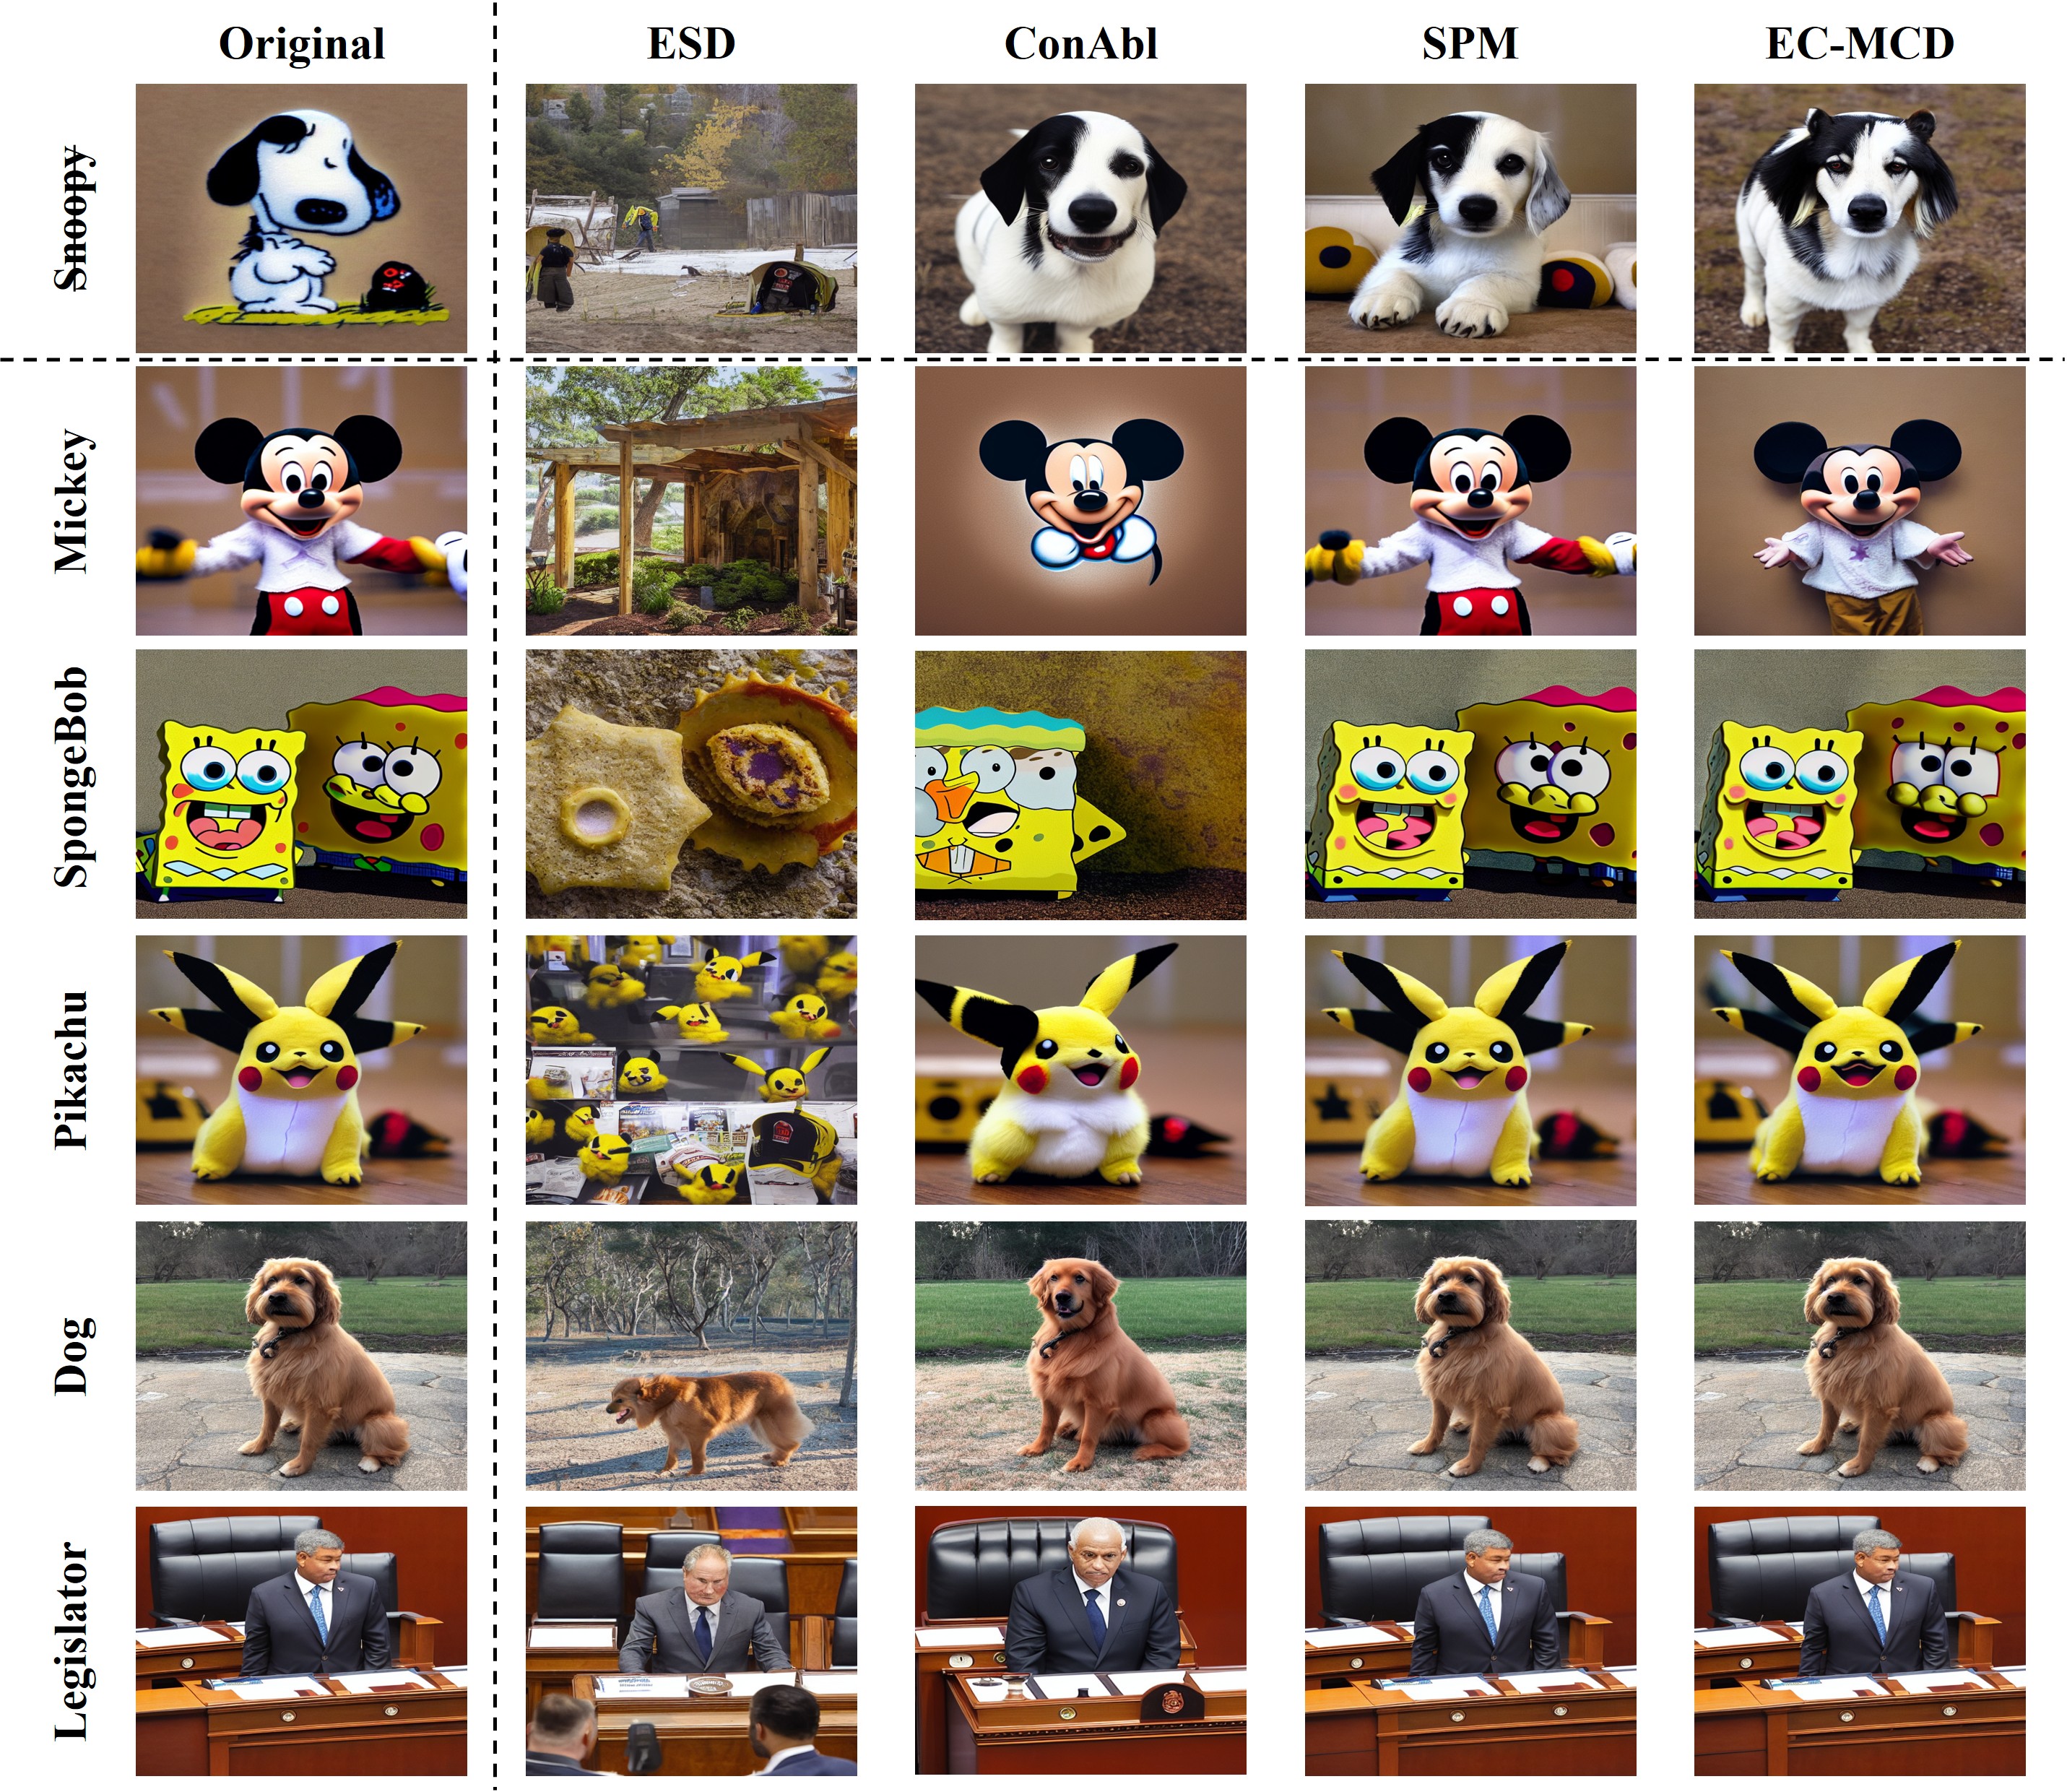 Original ESD ConAbl SPM EC-MCD
Snoopy
Mickey
SpongeBob
Pikachu
Dog
Legislator